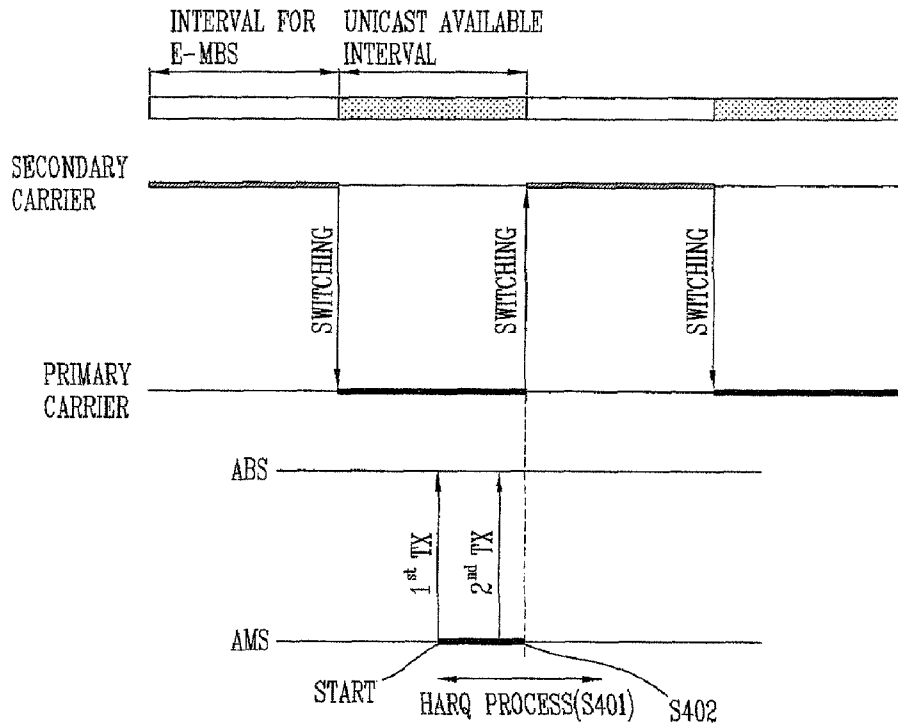 INTERVAL FOR
E-MBS
UNICAST AVAILABLE
INTERVAL
SECONDARY
CARRIER
SWITCHING
SWITCHING
SWITCHING
PRIMARY
CARRIER
ABS
1st TX
2nd TX
AMS
START
HARQ PROCESS(S401)
S402